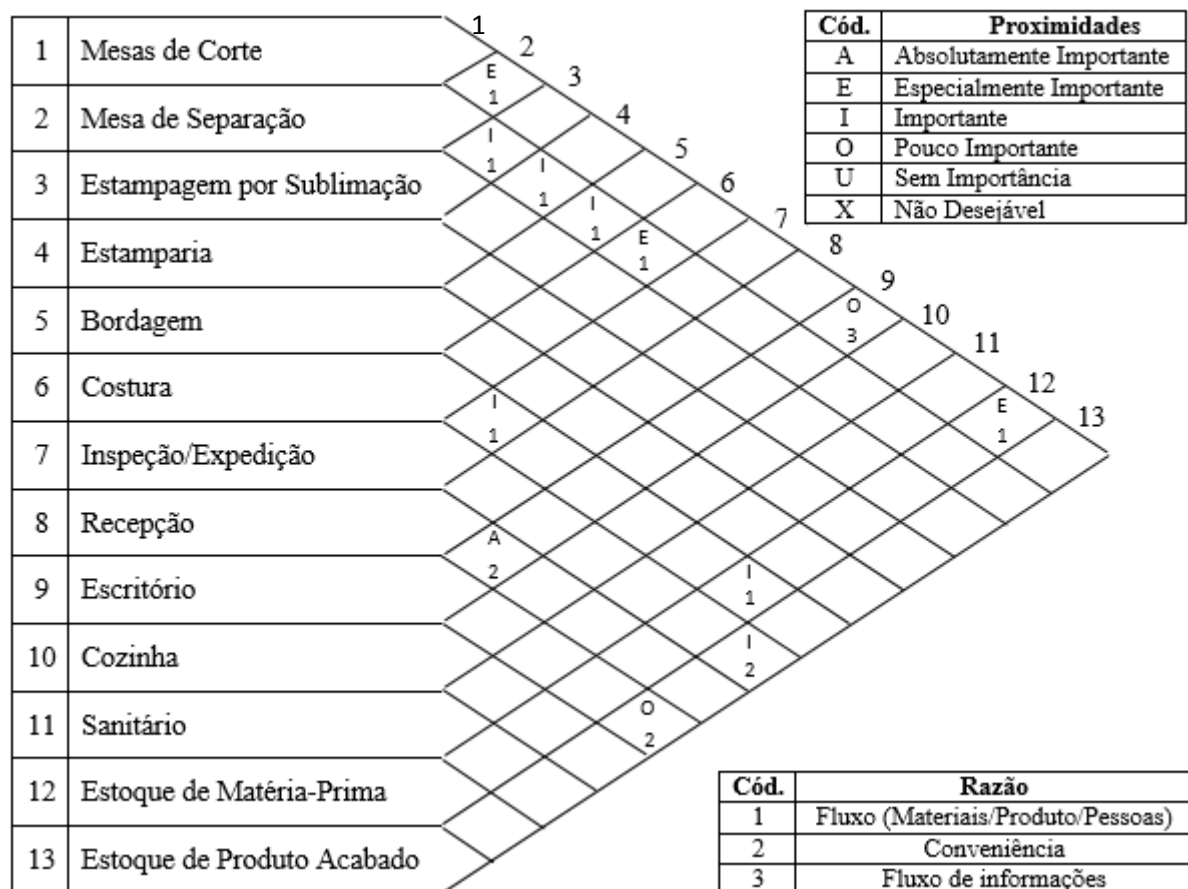 1 Mesas de Corte
2 Mesa de Separação
3 Estampagem por Sublimação
4 Estamparia
5 Bordagem
6 Costura
7 Inspeção/Expedição
8 Recepção
9 Escritório
10 Cozinha
11 Sanitário
12 Estoque de Matéria-Prima
13 Estoque de Produto Acabado
1
2
3
4
5
6
7
8
9
10
11
12
13
E
1
I
1
I
1
I
1
E
1
O
3
E
1
I
1
A
2
I
1
I
2
O
2
Cód. Proximidades
A Absolutamente Importante
E Especialmente Importante
I Importante
O Pouco Importante
U Sem Importância
X Não Desejável
Cód. Razão
1 Fluxo (Materiais/Produto/Pessoas)
2 Conveniência
3 Fluxo de informações